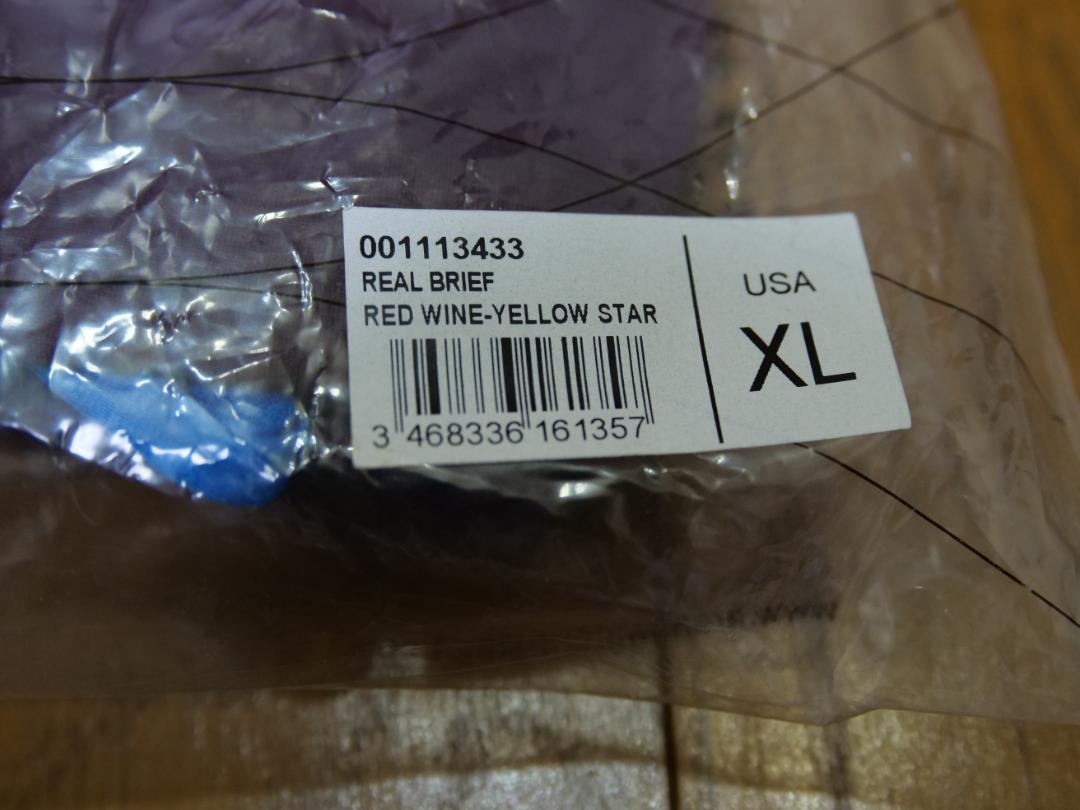 001113433
REAL BRIEF
RED WINE-YELLOW STAR
3 468336 161357
USA
XL